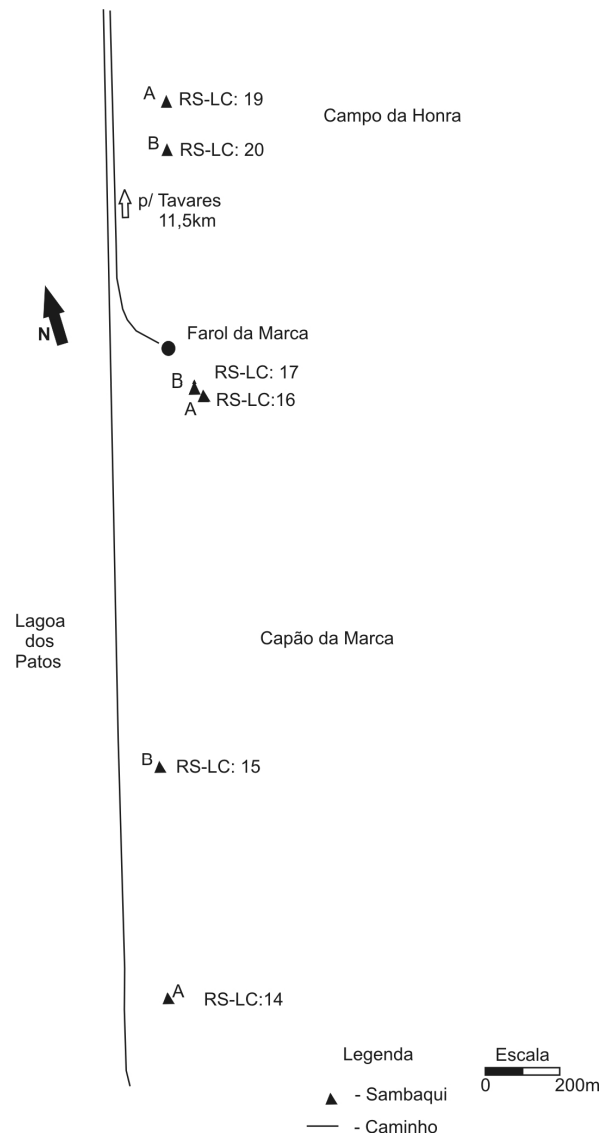 A RS-LC: 19
Campo da Honra
B RS-LC: 20
p/ Tavares
11,5km
N
Farol da Marca
RS-LC: 17
B
RS-LC:16
A
Lagoa
dos
Patos
Capão da Marca
B RS-LC: 15
A RS-LC:14
Legenda
Escala
0 200m
- Sambaqui
- Caminho